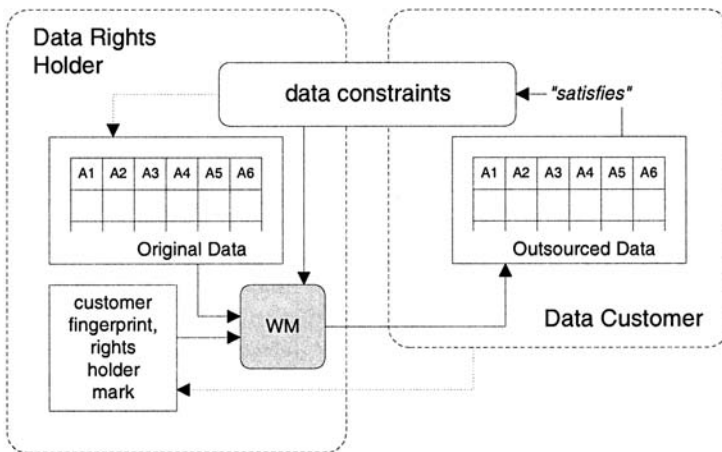 Data Rights
Holder
data constraints
"satisfies"
A1 A2 A3 A4 A5 A6
Original Data
A1 A2 A3 A4 A5 A6
Outsourced Data
customer
fingerprint,
rights
holder
mark
WM
Data Customer